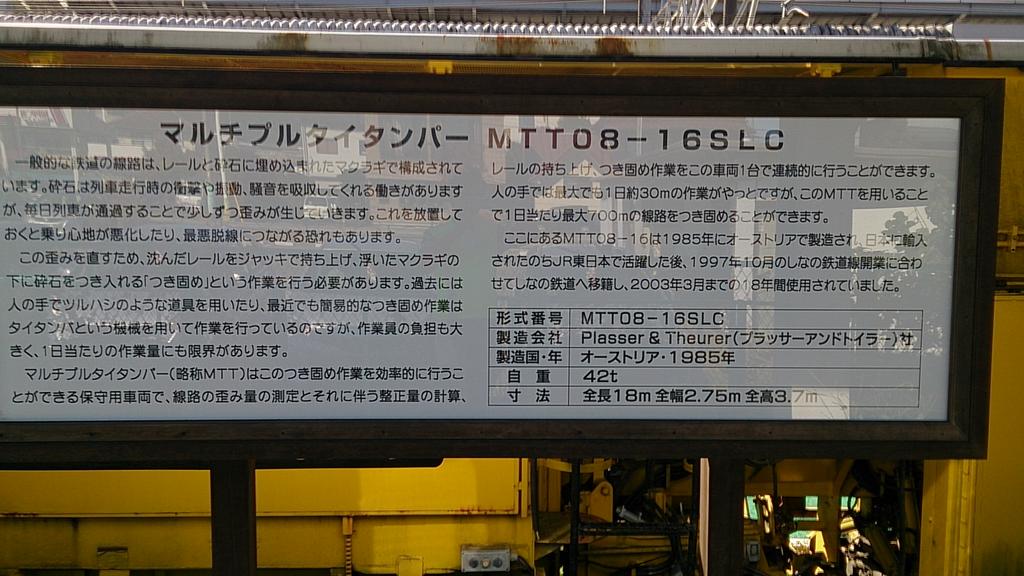 マルチプルタイタンパー MTT08-16SLC
一般的な鉄道の線路は、レールと砕石に埋め込まれたマクラギで構成されて
います。砕石は列車走行時の衝撃や振動、騒音を吸収してくれる働きがあります
が、毎日列車が通過することで少しずつ歪みが生じていきます。これを放置して
おくと乗り心地が悪化したり、最悪脱線につながる恐れもあります。
この歪みを直すため、沈んだレールをジャッキで持ち上げ、浮いたマクラギの
下に砕石をつき入れる「つき固め」という作業を行う必要があります。過去には
人の手でツルハシのような道具を用いたり、最近でも簡易的なつき固め作業は
タイタンパという機械を用いて作業を行っているのですが、作業員の負担も大
きく、1日当たりの作業量にも限界があります。
マルチプルタイタンパー(略称MTT)はこのつき固め作業を効率的に行うこ
とができる保守用車両で、線路の歪み量の測定とそれに伴う整正量の計算、
レールの持ち上げ、つき固め作業をこの車両1台で連続的に行うことができます。
人の手では最大でも1日約30mの作業がやっとですが、このMTTを用いること
で1日当たり最大700mの線路をつき固めることができます。
ここにあるMTT08-16は1985年にオーストリアで製造され、日本に輸入
されたのちJR東日本で活躍した後、1997年10月のしなの鉄道線開業に合わ
せてしなの鉄道へ移籍し、2003年3月までの18年間使用されていました。
形式番号 MTT08-16SLC
製造会社 Plasser & Theurer(プラッサーアンドトイラー)社
製造国・年 オーストリア・1985年
自重 42t
寸法 全長18m 全幅2.75m 全高3.7m